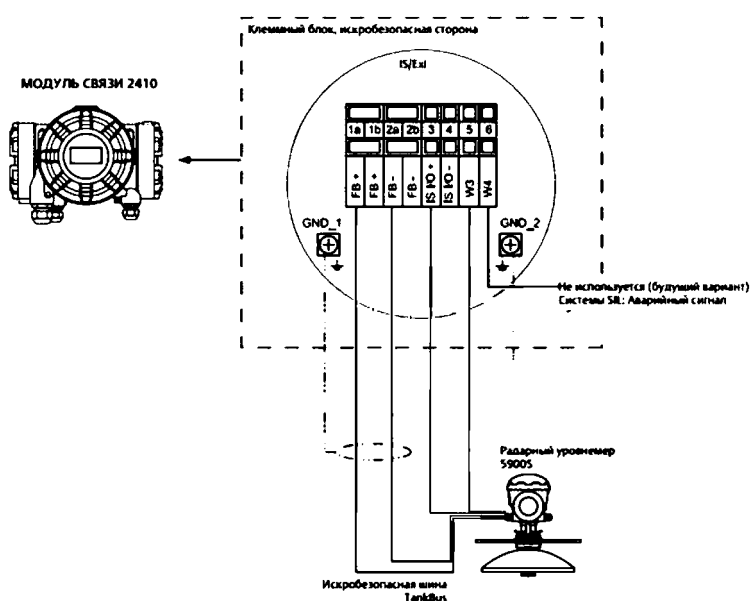 Клеммный блок, искробезопасная сторона
IS/ExI
МОДУЛЬ СВЯЗИ 2410
1a 1b 2a 2b 3 4 5 6
FB + FB + FB - FB - IS I/O + IS I/O - W3 W4
GND_1 GND_2
Не используется (будущий вариант)
Системы SIL: Аварийный сигнал
Радарный уровнемер
5900S
Искробезопасная шина
Tankbus